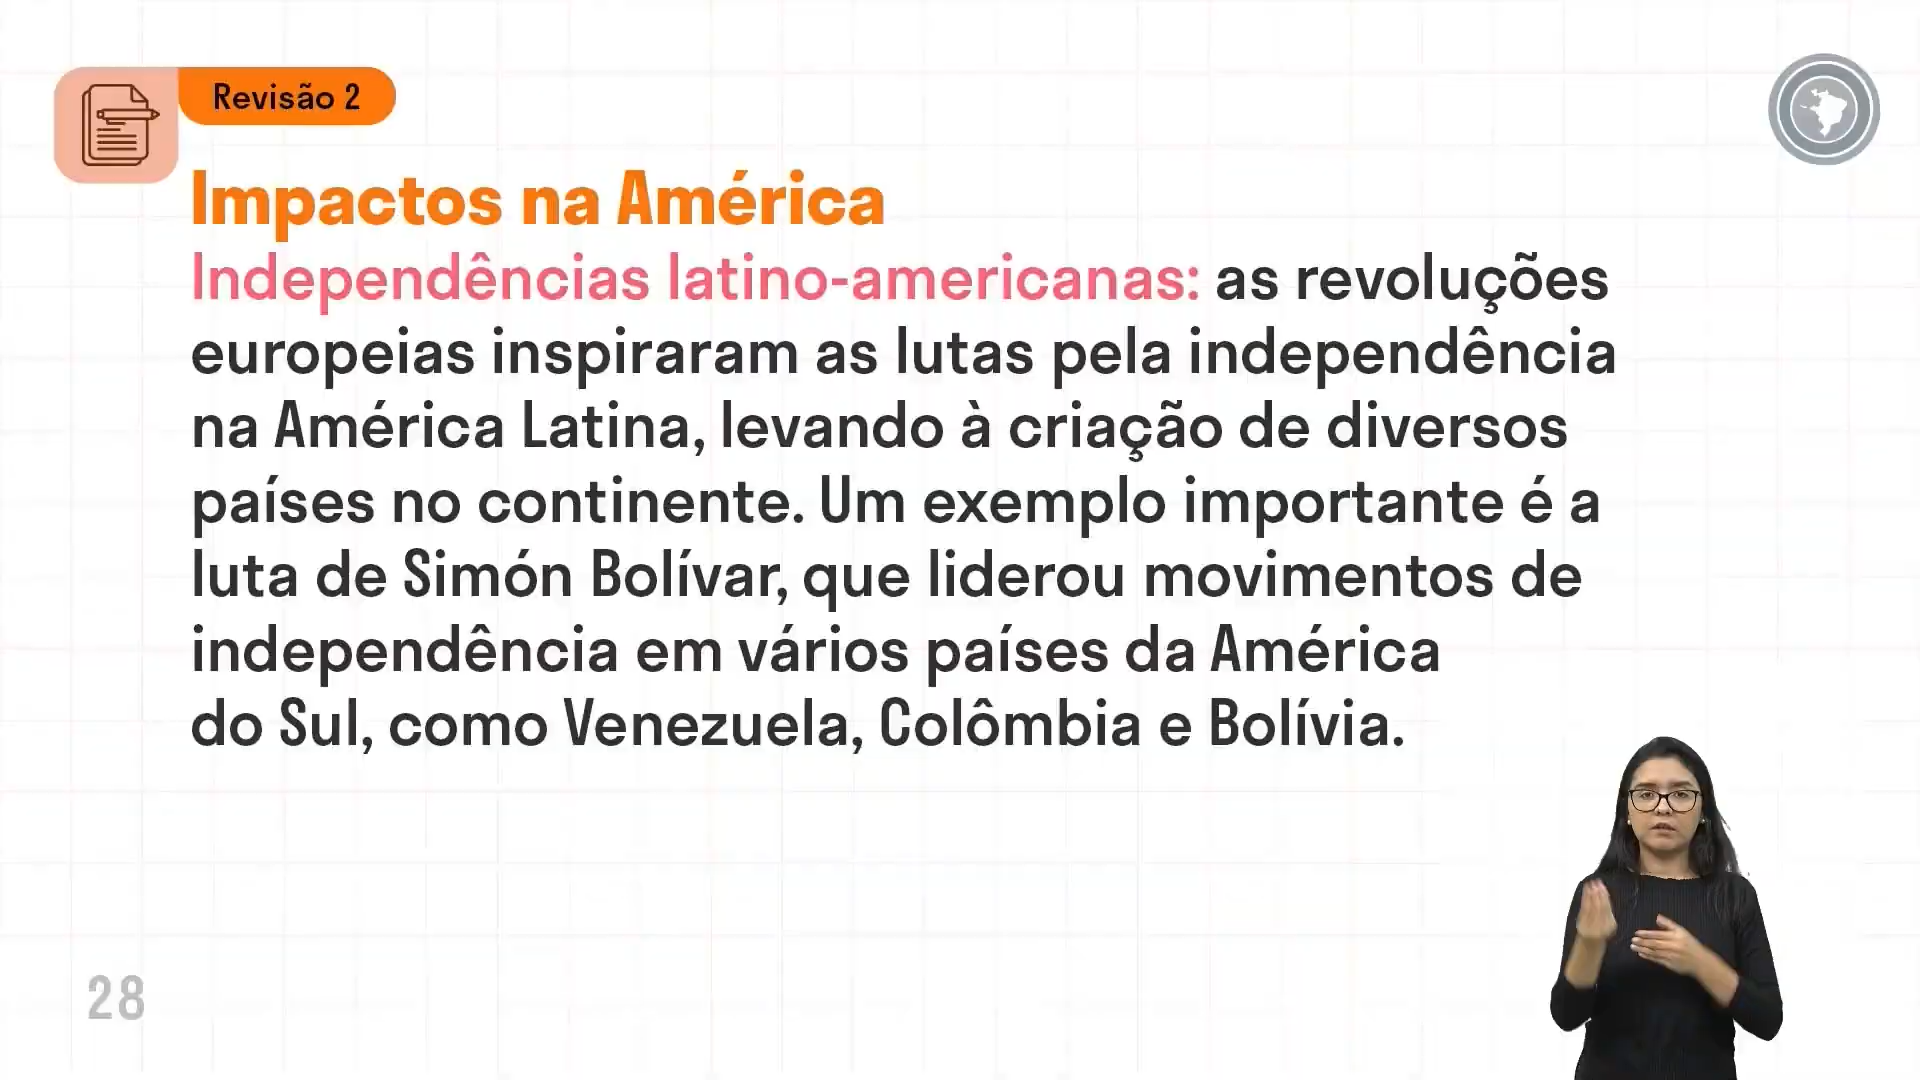 Revisão 2
Impactos na América
Independências latino-americanas: as revoluções
europeias inspiraram as lutas pela independência
na América Latina, levando à criação de diversos
países no continente. Um exemplo importante é a
luta de Simón Bolívar, que liderou movimentos de
independência em vários países da América
do Sul, como Venezuela, Colômbia e Bolívia.
28